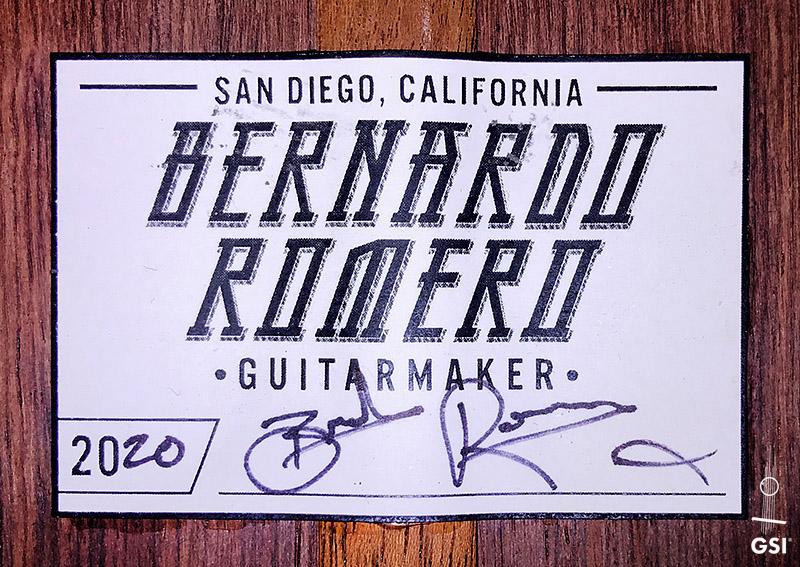 SAN DIEGO, CALIFORNIA
BERNARDO
ROMERO
•GUITARMAKER•
2020
GSI